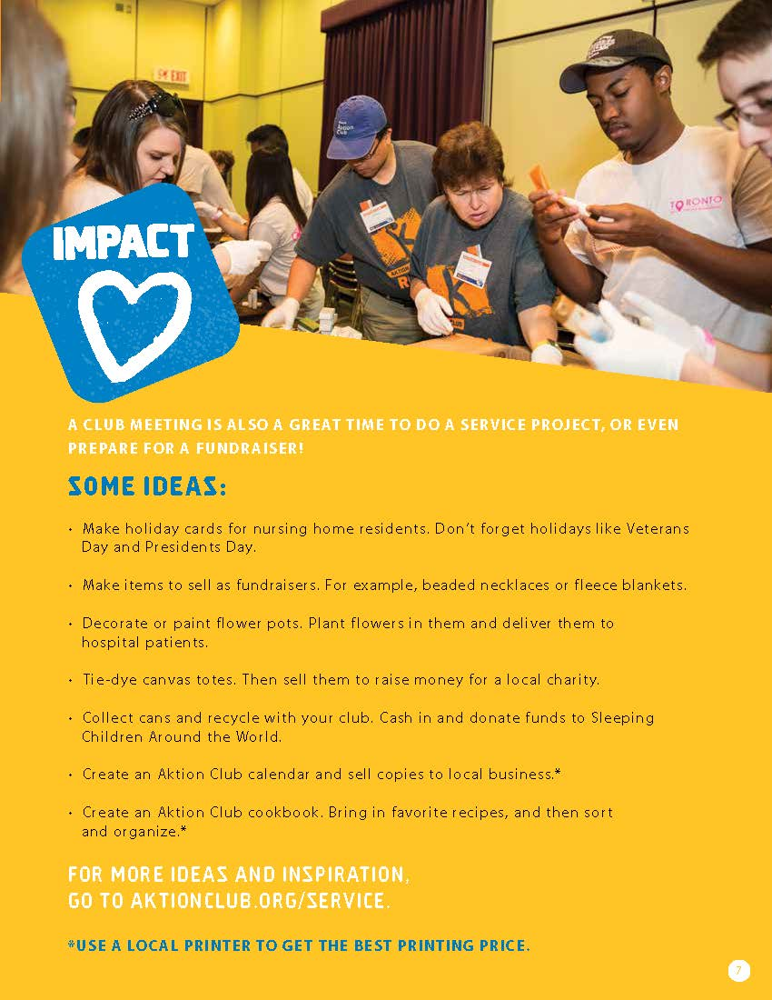 EXIT
Aktion
Club
TORONTO
IMPACT
A CLUB MEETING IS ALSO A GREAT TIME TO DO A SERVICE PROJECT, OR EVEN
PREPARE FOR A FUNDRAISER!
SOME IDEAS:
• Make holiday cards for nursing home residents. Don't forget holidays like Veterans
Day and Presidents Day.
• Make items to sell as fundraisers. For example, beaded necklaces or fleece blankets.
• Decorate or paint flower pots. Plant flowers in them and deliver them to
hospital patients.
• Tie-dye canvas totes. Then sell them to raise money for a local charity.
• Collect cans and recycle with your club. Cash in and donate funds to Sleeping
Children Around the World.
• Create an Aktion Club calendar and sell copies to local business.*
• Create an Aktion Club cookbook. Bring in favorite recipes, and then sort
and organize.*
FOR MORE IDEAS AND INSPIRATION,
GO TO AKTIONCLUB.ORG/SERVICE.
*USE A LOCAL PRINTER TO GET THE BEST PRINTING PRICE.
7